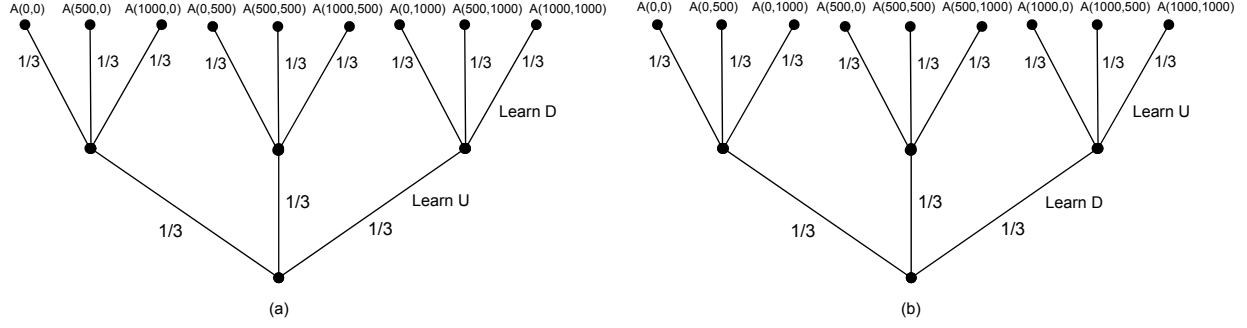 A(0,0) A(500,0) A(1000,0) A(0,500) A(500,500) A(1000,500) A(0,1000) A(500,1000) A(1000,1000)
1/3 1/3 1/3 1/3 1/3 1/3 1/3 1/3 1/3
Learn D
Learn U
1/3 1/3 1/3
(a)
A(0,0) A(0,500) A(0,1000) A(500,0) A(500,500) A(500,1000) A(1000,0) A(1000,500) A(1000,1000)
1/3 1/3 1/3 1/3 1/3 1/3 1/3 1/3 1/3
Learn U
Learn D
1/3 1/3 1/3
(b)